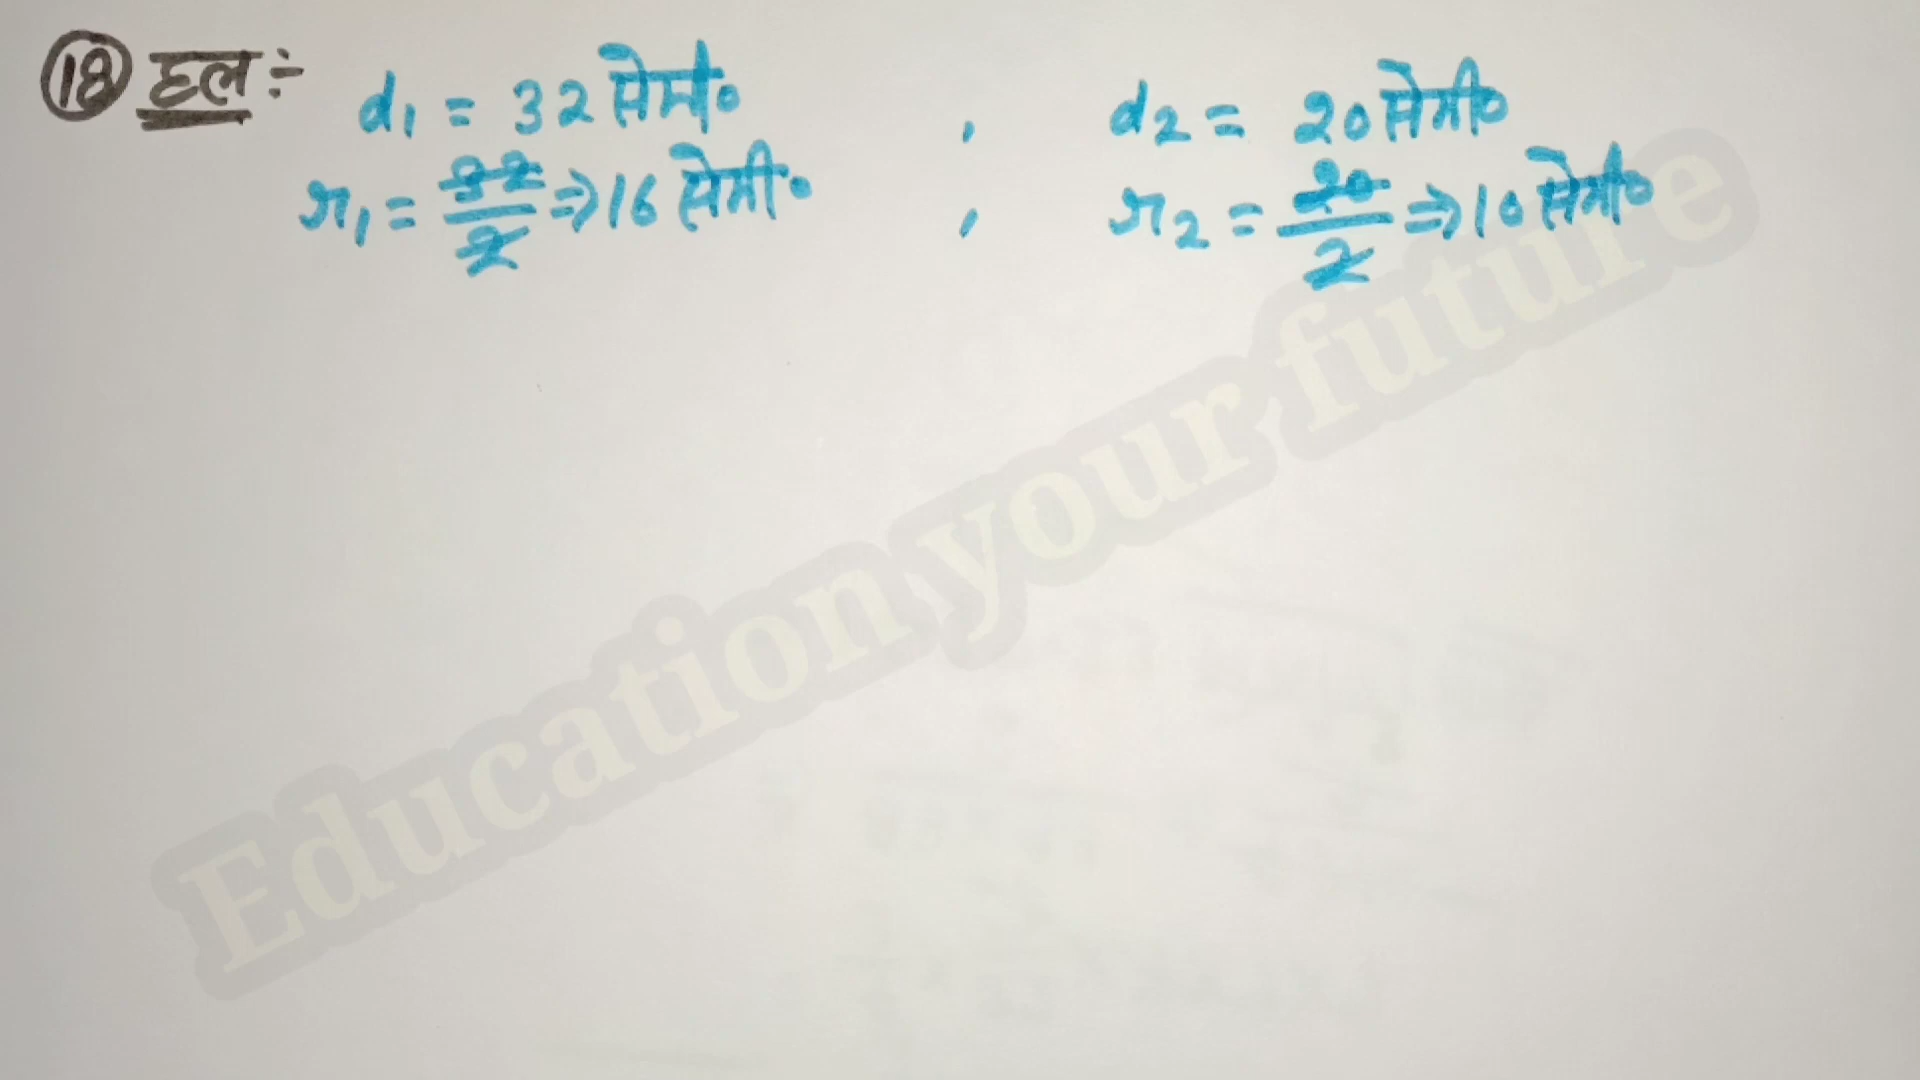 18 हल :-
d1 = 32 सेमी० , d2 = 20 सेमी०
r1 = 32/2 ⇒ 16 सेमी० , r2 = 20/2 ⇒ 10 सेमी०
Education your future